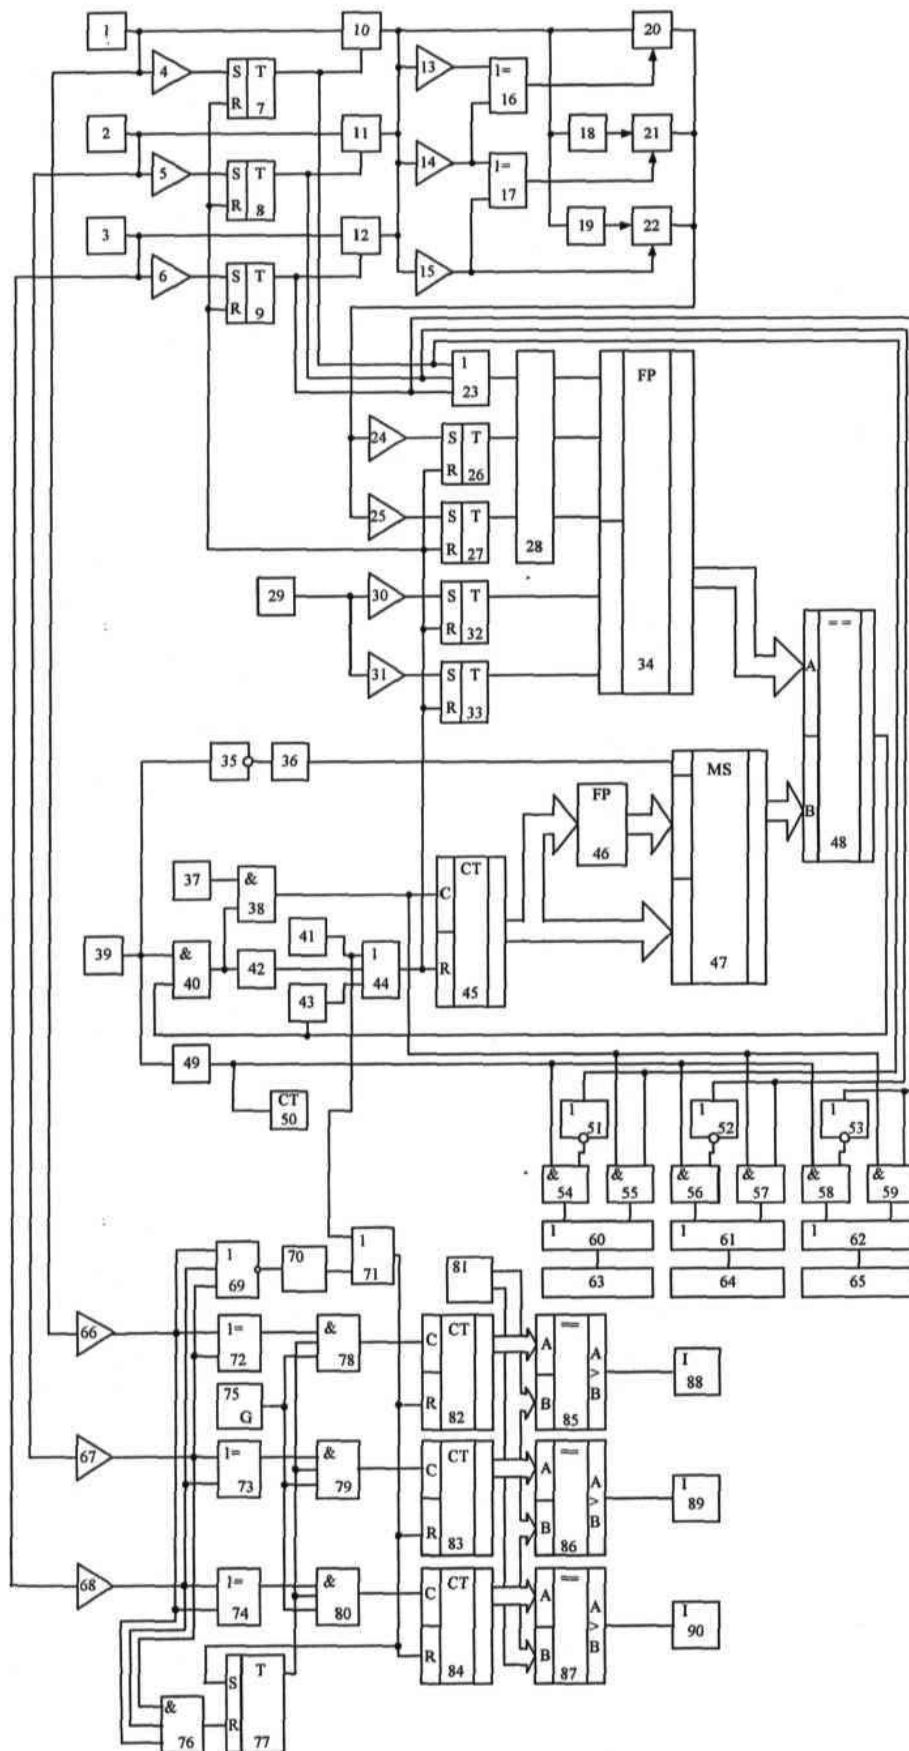 1 10 20
4 S T 13 1=
R 7 16
2 11 18 21
5 S T 14 1=
R 8 17
3 12 19 22
6 S T 15
R 9
1 FP
23
24 S T
R 26
25 S T
R 27 28
29 30 S T
R 32 ==
31 S T 34 A
R 33
35 36 MS
FP B
46 48
37 & CT
38 C
39 & 41 1
40 42 R 47
43 44 45
49
CT 1 1 1
50 51 52 53
& & & & & &
54 55 56 57 58 59
1 60 1 61 1 62
63 64 65
1 70 1 81
69 71
66 1= & C CT A == A I
72 78 > 88
75 R B B
G 82 85
67 1= & C CT A == A I
73 79 > 89
R B B
83 86
68 1= & C CT A == A I
74 80 > 90
R B B
84 87
S T
&
R
76 77